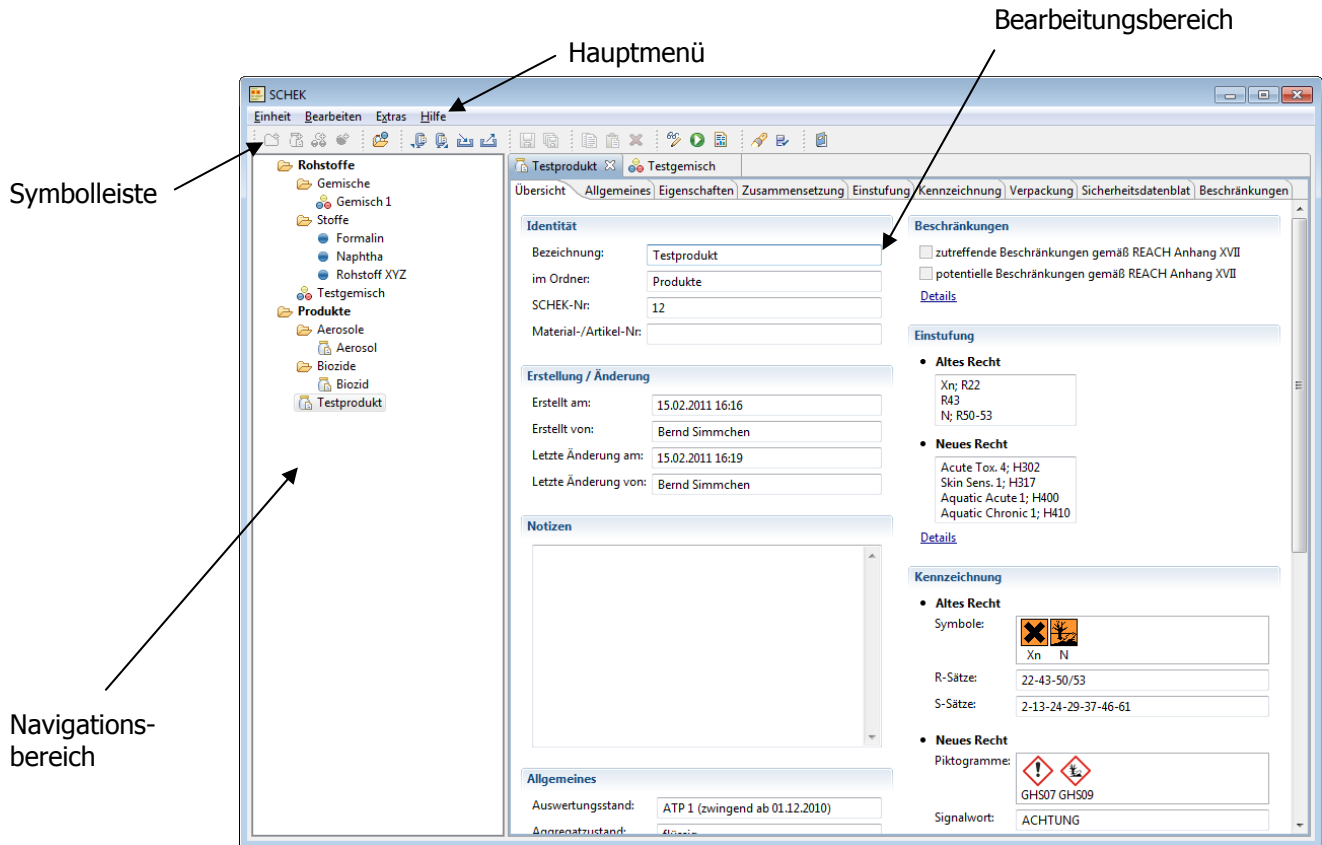 Bearbeitungsbereich
Hauptmenü
Symbolleiste
Navigations-
bereich
SCHEK
Einheit Bearbeiten Extras Hilfe
Rohstoffe
Gemische
Gemisch 1
Stoffe
Formalin
Naphtha
Rohstoff XYZ
Testgemisch
Produkte
Aerosole
Aerosol
Biozide
Biozid
Testprodukt
Testprodukt Testgemisch
Übersicht Allgemeines Eigenschaften Zusammensetzung Einstufung Kennzeichnung Verpackung Sicherheitsdatenblat Beschränkungen
Identität
Bezeichnung: Testprodukt
im Ordner: Produkte
SCHEK-Nr: 12
Material-/Artikel-Nr:
Erstellung / Änderung
Erstellt am: 15.02.2011 16:16
Erstellt von: Bernd Simmchen
Letzte Änderung am: 15.02.2011 16:19
Letzte Änderung von: Bernd Simmchen
Notizen
Allgemeines
Auswertungsstand: ATP 1 (zwingend ab 01.12.2010)
Aggregatzustand: flüssig
Beschränkungen
zutreffende Beschränkungen gemäß REACH Anhang XVII
potentielle Beschränkungen gemäß REACH Anhang XVII
Details
Einstufung
• Altes Recht
Xn; R22
R43
N; R50-53
• Neues Recht
Acute Tox. 4; H302
Skin Sens. 1; H317
Aquatic Acute 1; H400
Aquatic Chronic 1; H410
Details
Kennzeichnung
• Altes Recht
Symbole:
Xn N
R-Sätze: 22-43-50/53
S-Sätze: 2-13-24-29-37-46-61
• Neues Recht
Piktogramme:
GHS07 GHS09
Signalwort: ACHTUNG